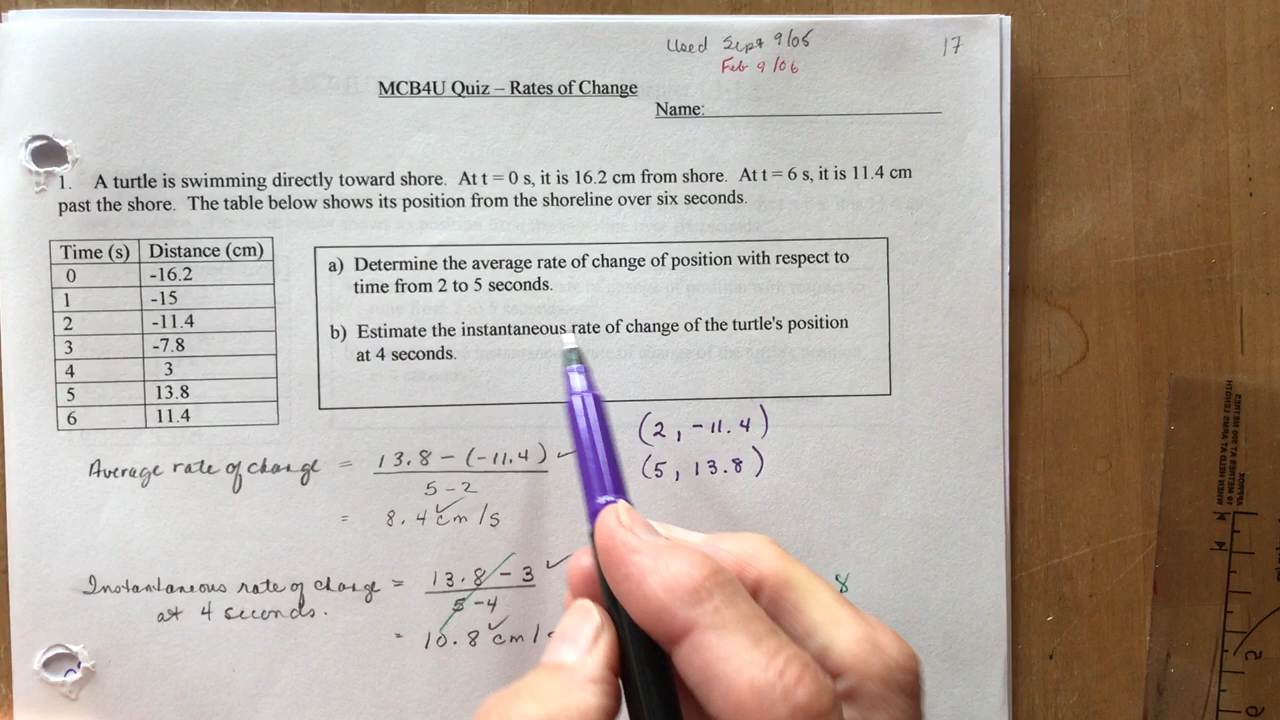 Used Sept 9/05
17
Feb 9/06
MCB4U Quiz – Rates of Change
Name:
1. A turtle is swimming directly toward shore. At t = 0 s, it is 16.2 cm from shore. At t = 6 s, it is 11.4 cm
past the shore. The table below shows its position from the shoreline over six seconds.
Time (s) Distance (cm)
0 -16.2
1 -15
2 -11.4
3 -7.8
4 3
5 13.8
6 11.4
a) Determine the average rate of change of position with respect to
time from 2 to 5 seconds.
b) Estimate the instantaneous rate of change of the turtle's position
at 4 seconds.
(2, -11.4)
(5, 13.8)
Average rate of change = 13.8 - (-11.4)
5 - 2
= 8.4 cm/s
Instantaneous rate of change = 13.8 - 3
at 4 seconds. 5 - 4
= 10.8 cm/
8